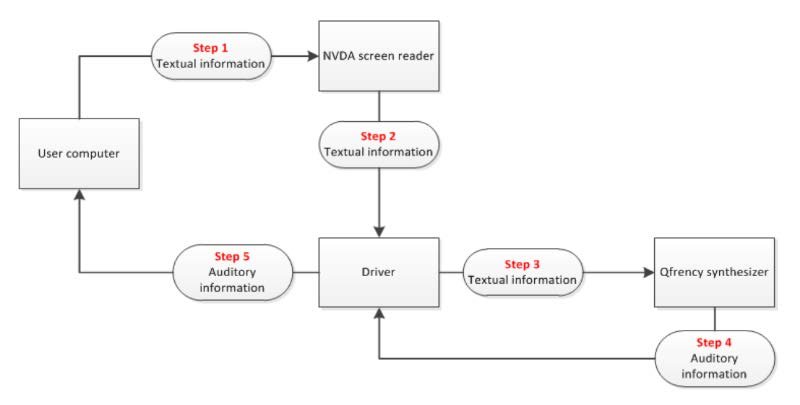 Step 1
Textual information
NVDA screen reader
Step 2
Textual information
User computer
Step 5
Auditory
information
Driver
Step 3
Textual information
Qfrency synthesizer
Step 4
Auditory
information